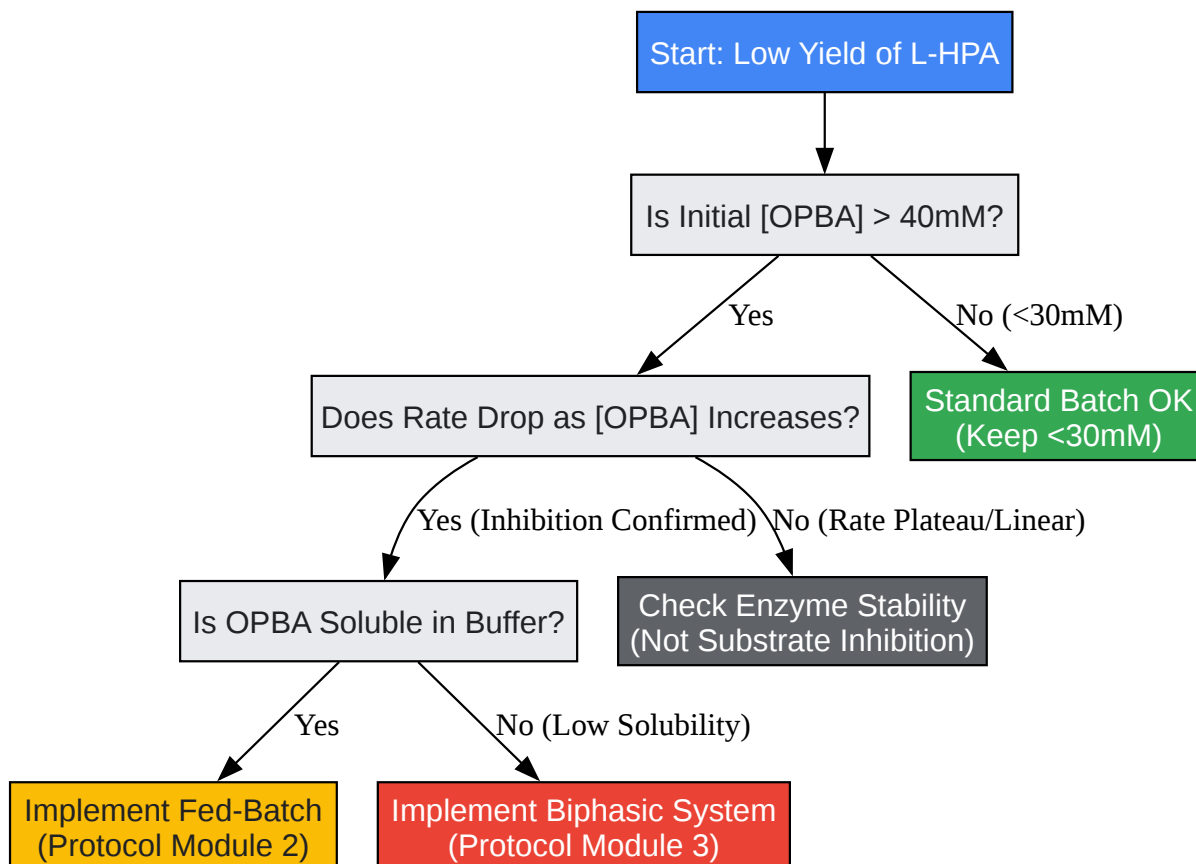 Start: Low Yield of L-HPA
Is Initial [OPBA] > 40mM?
Yes
No (<30mM)
Does Rate Drop as [OPBA] Increases?
Standard Batch OK
(Keep <30mM)
Yes (Inhibition Confirmed)
No (Rate Plateau/Linear)
Is OPBA Soluble in Buffer?
Check Enzyme Stability
(Not Substrate Inhibition)
Yes
No (Low Solubility)
Implement Fed-Batch
(Protocol Module 2)
Implement Biphasic System
(Protocol Module 3)